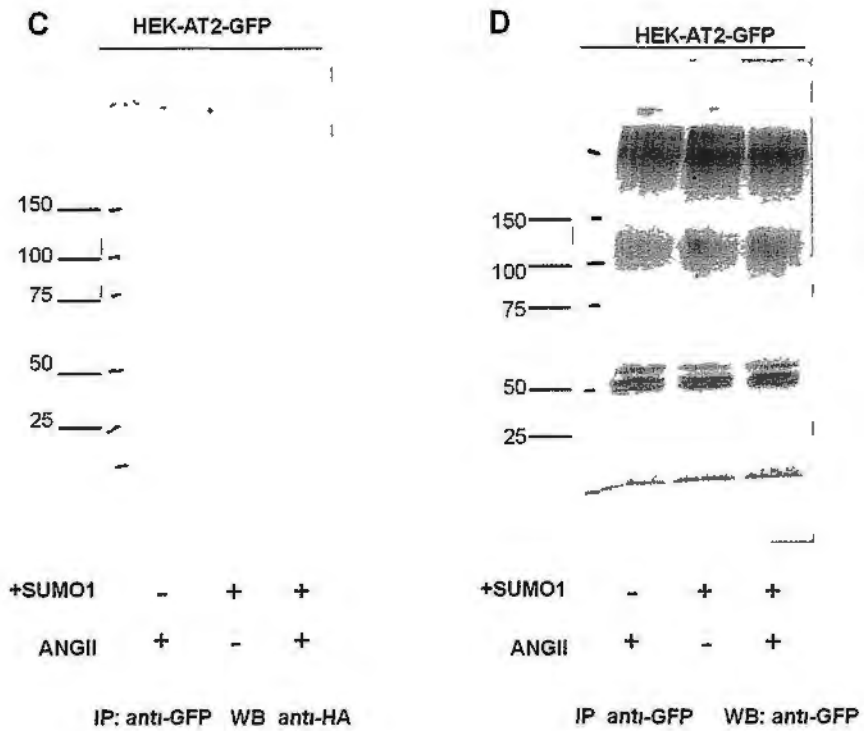 C
HEK-AT2-GFP
150
100
75
50
25
+SUMO1 - + +
ANGII + - +
IP: anti-GFP WB anti-HA
D
HEK-AT2-GFP
150
100
75
50
25
+SUMO1 - + +
ANGII + - +
IP anti-GFP WB: anti-GFP